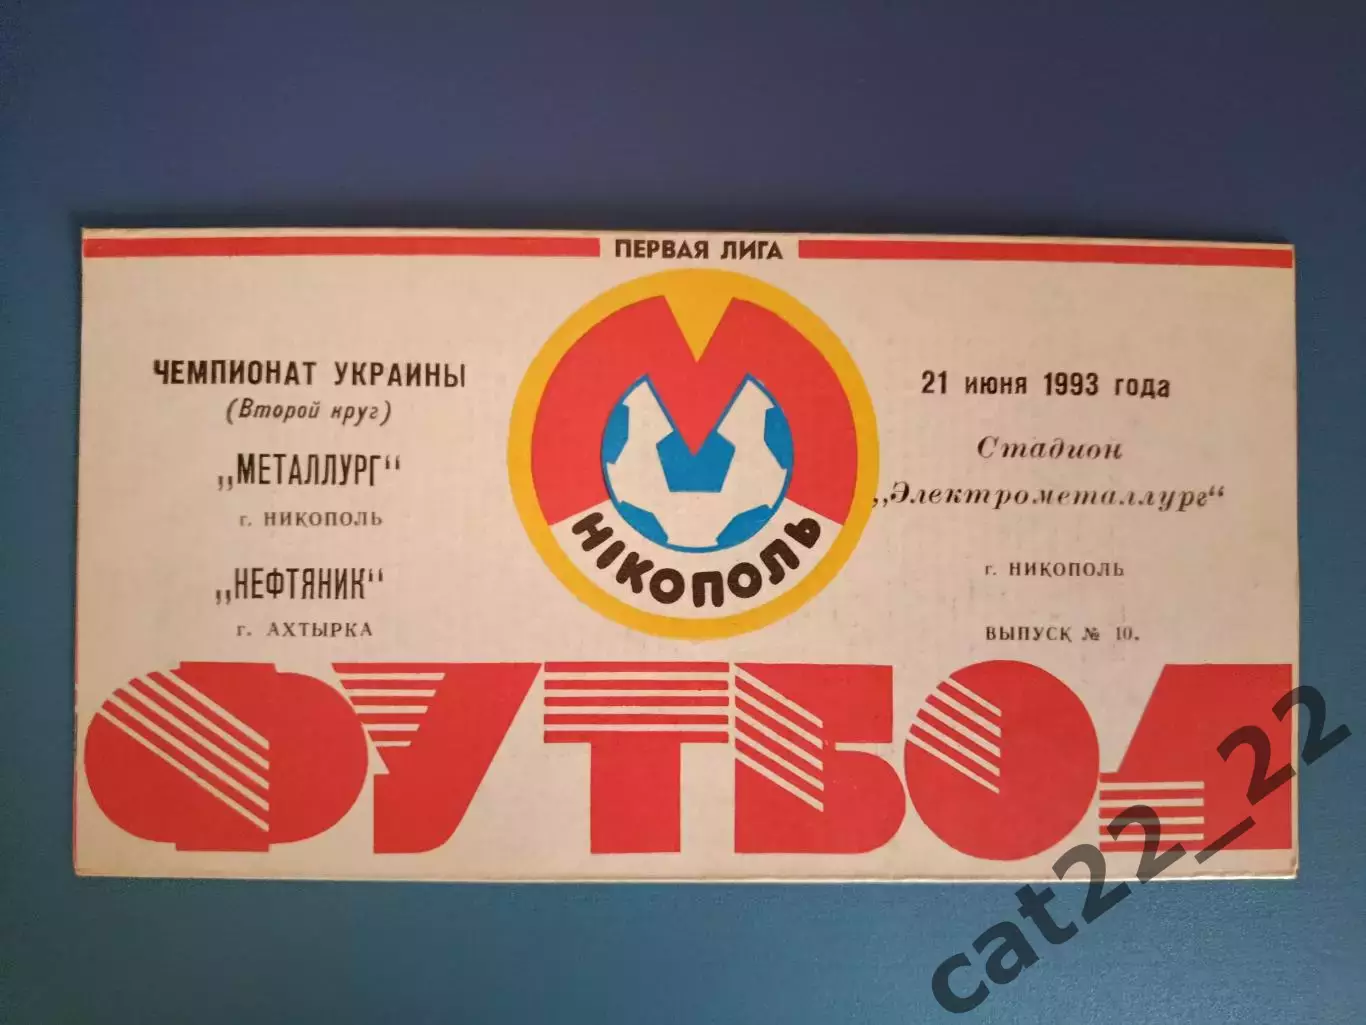 ПЕРВАЯ ЛИГА
ЧЕМПИОНАТ УКРАИНЫ
(Второй круг)
„МЕТАЛЛУРГ“
г. НИКОПОЛЬ
„НЕФТЯНИК“
г. АХТЫРКА
НІКОПОЛЬ
21 июня 1993 года
Стадион
„Электрометаллург“
г. НИКОПОЛЬ
ВЫПУСК № 10.
ФУТБОЛ
cat22_22